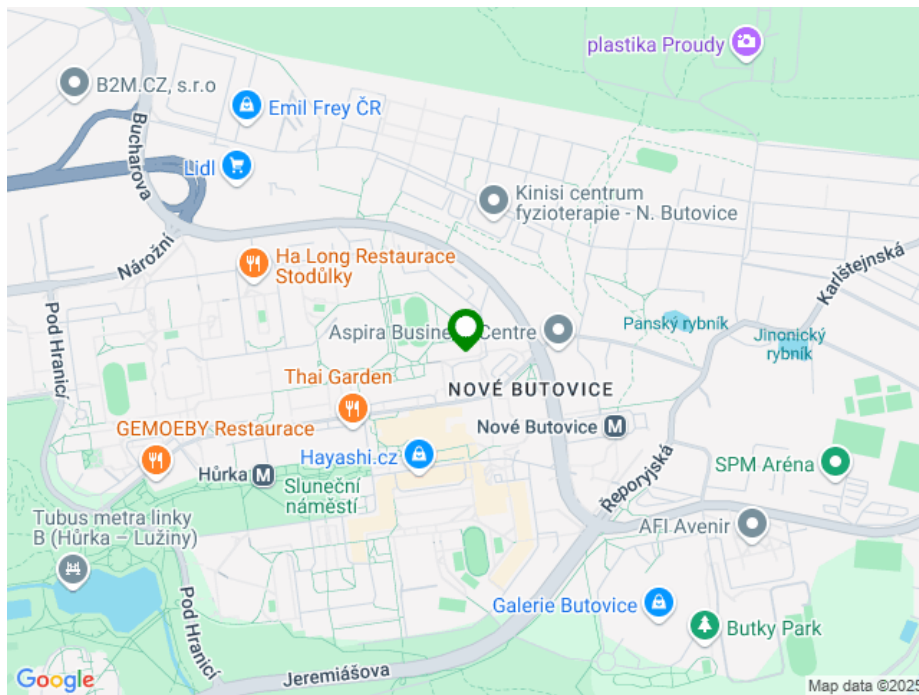 plastika Proudy
B2M.CZ, s.r.o
Emil Frey ČR
Bucharova
Lidl
Kinisi centrum
fyzioterapie - N. Butovice
Nárožní
Ha Long Restaurace
Stodůlky
Karlštejnská
Pod Hranicí
Aspira Business Centre
Panský rybník
Jinonický
rybník
Thai Garden
NOVÉ BUTOVICE
GEMOEBY Restaurace
Nové Butovice M
Hayashi.cz
Hůrka M
SPM Aréna
Řeporyjská
Sluneční
náměstí
Tubus metra linky
B (Hůrka – Lužiny)
AFI Avenir
Pod Hranicí
Galerie Butovice
Butky Park
Jeremiášova
Google
Map data ©2025